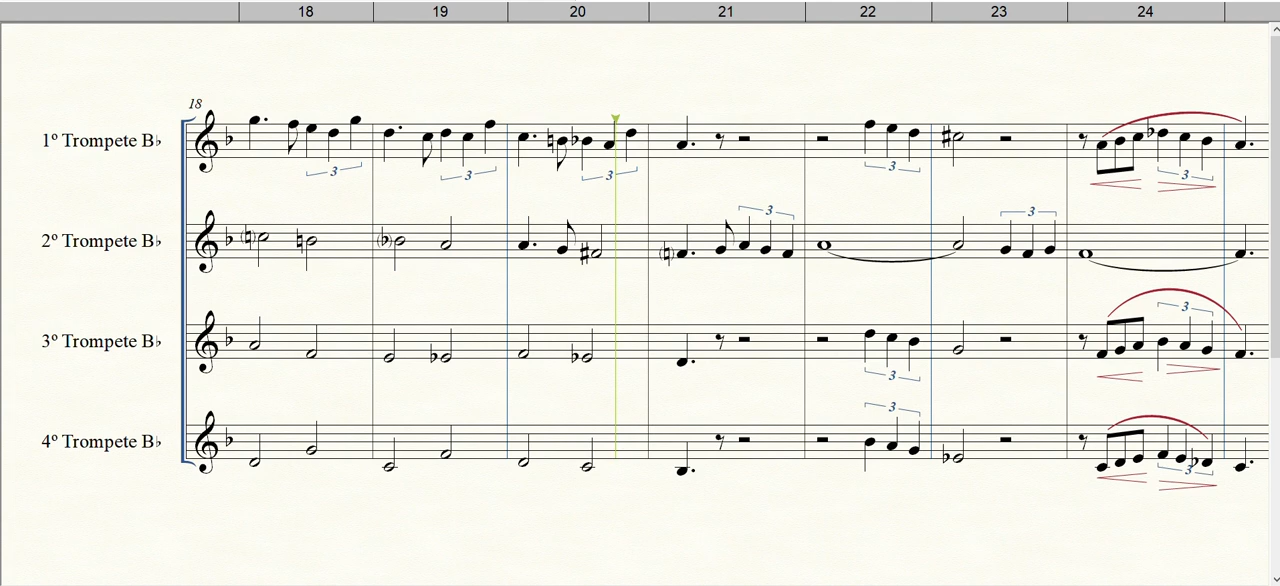 18 19 20 21 22 23 24
18
1º Trompete B♭
3 3 3 3 3
2º Trompete B♭
3 3
3º Trompete B♭
3 3
4º Trompete B♭
3 3